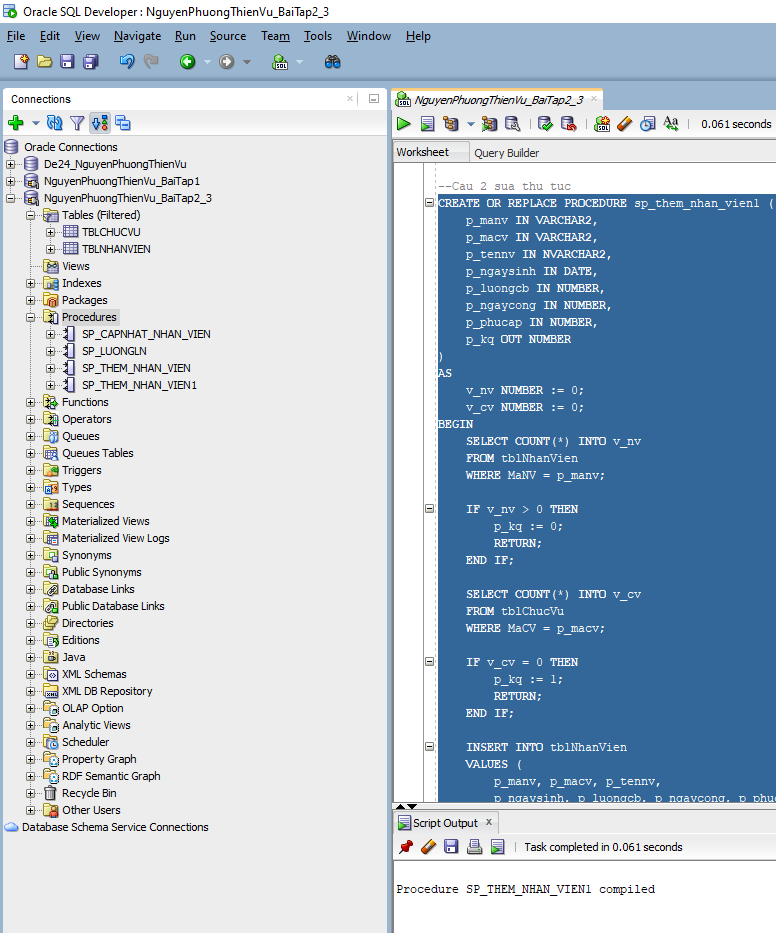 Oracle SQL Developer : NguyenPhuongThienVu_BaiTap2_3
File Edit View Navigate Run Source Team Tools Window Help
Connections
Oracle Connections
De24_NguyenPhuongThienVu
NguyenPhuongThienVu_BaiTap1
NguyenPhuongThienVu_BaiTap2_3
Tables (Filtered)
TBLCHUCVU
TBLNHANVIEN
Views
Indexes
Packages
Procedures
SP_CAPNHAT_NHAN_VIEN
SP_LUONGLN
SP_THEM_NHAN_VIEN
SP_THEM_NHAN_VIEN1
Functions
Operators
Queues
Queues Tables
Triggers
Types
Sequences
Materialized Views
Materialized View Logs
Synonyms
Public Synonyms
Database Links
Public Database Links
Directories
Editions
Java
XML Schemas
XML DB Repository
OLAP Option
Analytic Views
Scheduler
Property Graph
RDF Semantic Graph
Recycle Bin
Other Users
Database Schema Service Connections
NguyenPhuongThienVu_BaiTap2_3
0.061 seconds
Worksheet Query Builder
--Cau 2 sua thu tuc
CREATE OR REPLACE PROCEDURE sp_them_nhan_vien1 (
p_manv IN VARCHAR2,
p_macv IN VARCHAR2,
p_tennv IN NVARCHAR2,
p_ngaysinh IN DATE,
p_luongcb IN NUMBER,
p_ngaycong IN NUMBER,
p_phucap IN NUMBER,
p_kq OUT NUMBER
)
AS
v_nv NUMBER := 0;
v_cv NUMBER := 0;
BEGIN
SELECT COUNT(*) INTO v_nv
FROM tblNhanVien
WHERE MaNV = p_manv;
IF v_nv > 0 THEN
p_kq := 0;
RETURN;
END IF;
SELECT COUNT(*) INTO v_cv
FROM tblChucVu
WHERE MaCV = p_macv;
IF v_cv = 0 THEN
p_kq := 1;
RETURN;
END IF;
INSERT INTO tblNhanVien
VALUES (
p_manv, p_macv, p_tennv,
p_ngaysinh, p_luongcb, p_ngaycong, p_phuc
Script Output
Task completed in 0.061 seconds
Procedure SP_THEM_NHAN_VIEN1 compiled